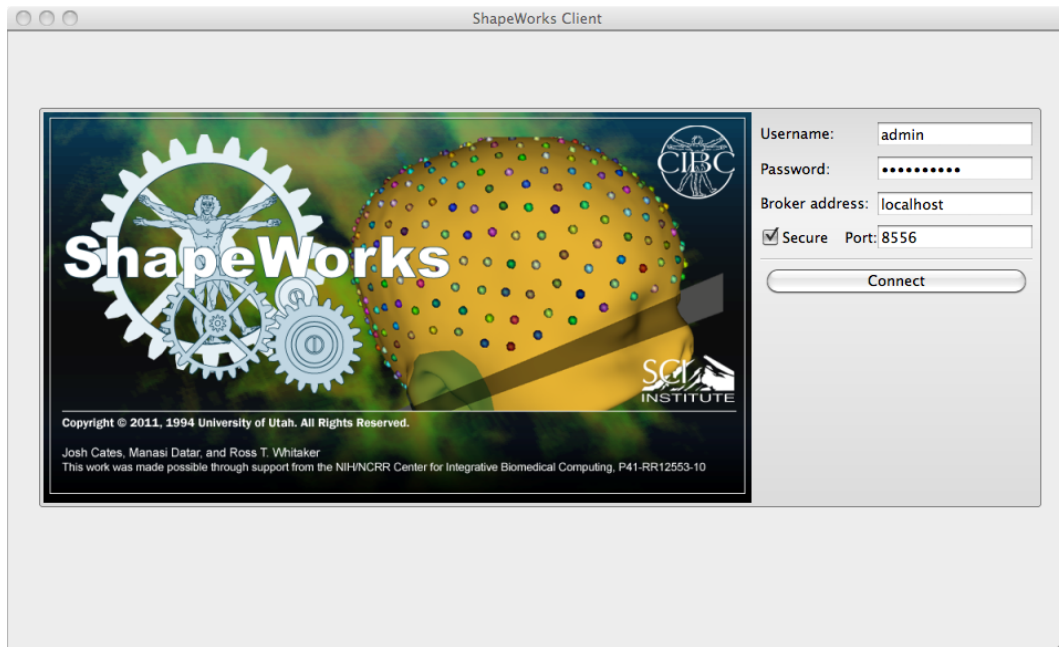 ShapeWorks Client
ShapeWorks
CIBC
SCI
INSTITUTE
Copyright © 2011, 1994 University of Utah. All Rights Reserved.
Josh Cates, Manasi Datar, and Ross T. Whitaker
This work was made possible through support from the NIH/NCRR Center for Integrative Biomedical Computing, P41-RR12553-10
Username: admin
Password: ••••••••••
Broker address: localhost
Secure Port: 8556
Connect